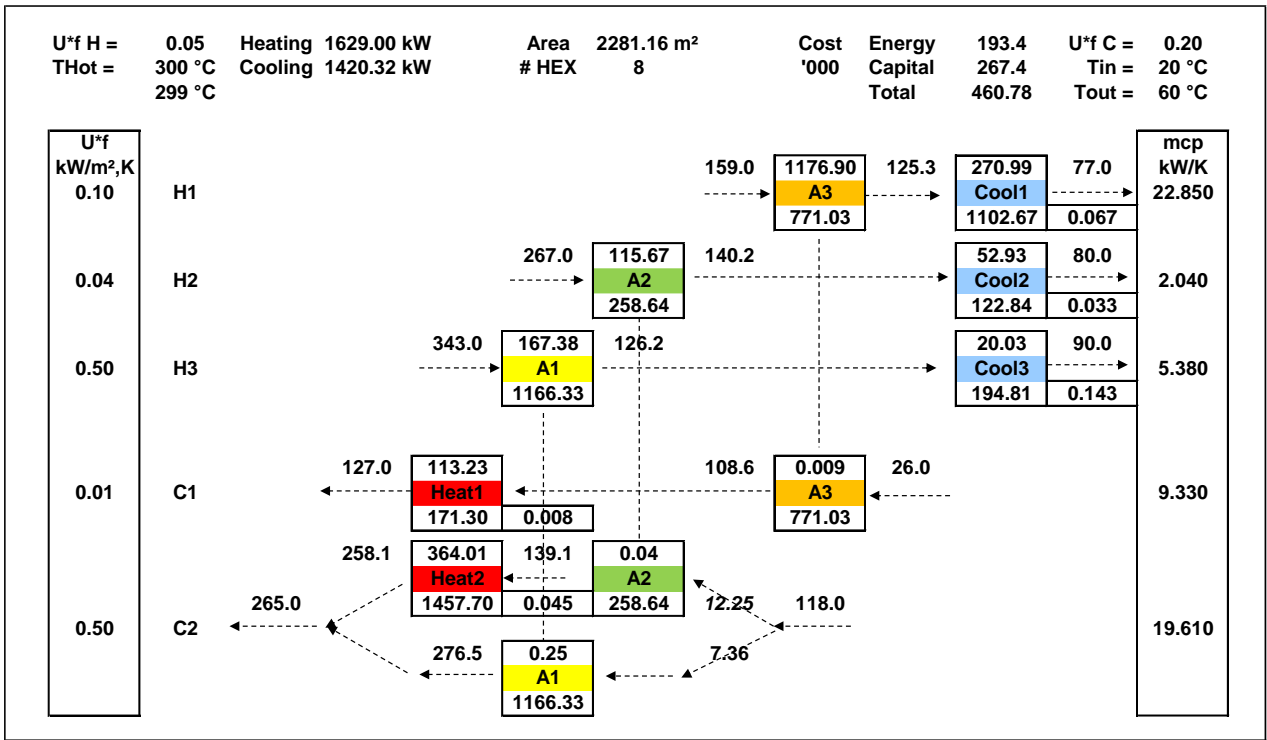 U*f H = 0.05 Heating 1629.00 kW Area 2281.16 m² Cost Energy 193.4 U*f C = 0.20
THot = 300 °C Cooling 1420.32 kW # HEX 8 '000 Capital 267.4 Tin = 20 °C
299 °C Total 460.78 Tout = 60 °C
U*f mcp
kW/m²,K 159.0 1176.90 125.3 270.99 77.0 kW/K
0.10 H1 A3 Cool1 22.850
771.03 1102.67 0.067
267.0 115.67 140.2 52.93 80.0
0.04 H2 A2 Cool2 2.040
258.64 122.84 0.033
343.0 167.38 126.2 20.03 90.0
0.50 H3 A1 Cool3 5.380
1166.33 194.81 0.143
127.0 113.23 108.6 0.009 26.0
0.01 C1 Heat1 A3 9.330
171.30 0.008 771.03
258.1 364.01 139.1 0.04
Heat2 A2
265.0 1457.70 0.045 258.64 12.25 118.0
0.50 C2 19.610
276.5 0.25 7.36
A1
1166.33